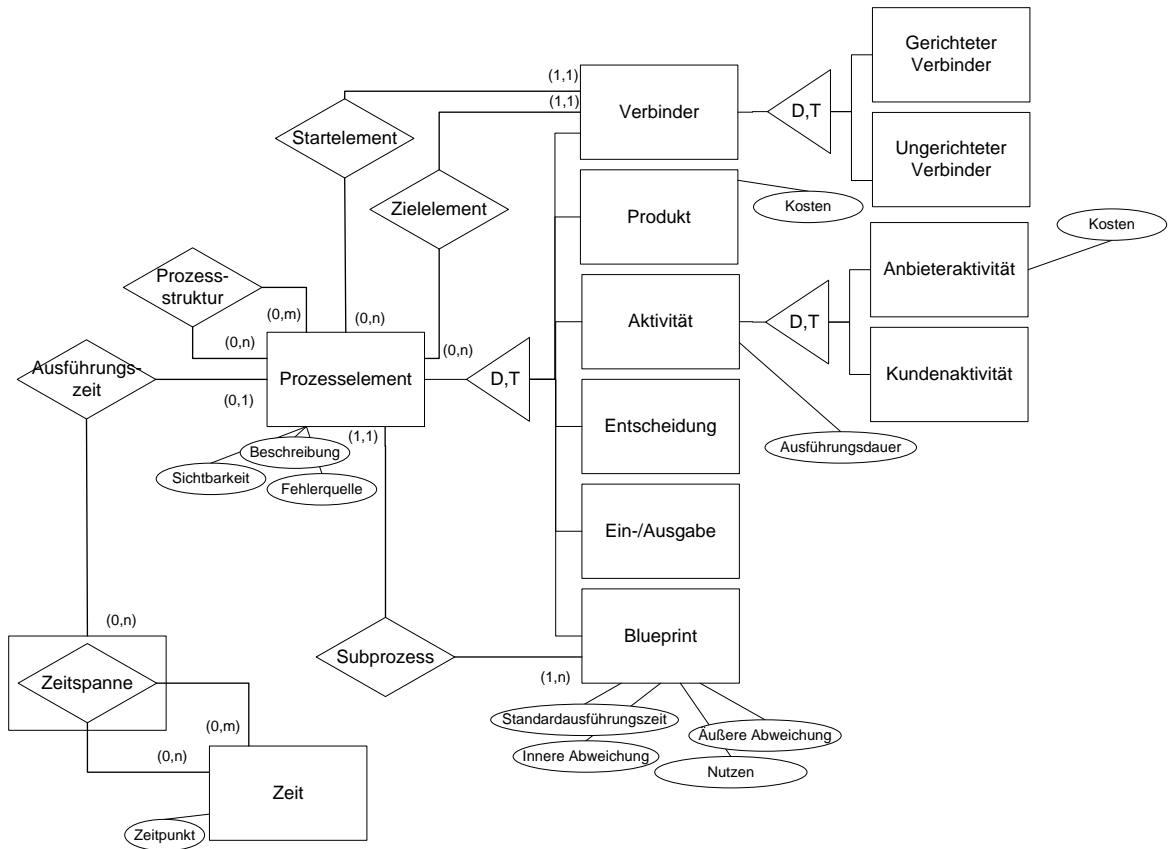 Gerichteter
Verbinder
(1,1)
(1,1)
Verbinder
D,T
Startelement
Ungerichteter
Verbinder
Zielelement
Produkt
Kosten
Kosten
Prozess-
struktur
(0,m)
(0,n)
(0,n)
Anbieteraktivität
Aktivität
D,T
Ausführungs-
zeit
(0,n)
Prozesselement
D,T
Kundenaktivität
(0,1)
(1,1)
Entscheidung
Ausführungsdauer
Beschreibung
Sichtbarkeit
Fehlerquelle
Ein-/Ausgabe
(0,n)
Blueprint
Subprozess
(1,n)
Zeitspanne
(0,m)
(0,n)
Standardausführungszeit
Äußere Abweichung
Innere Abweichung
Nutzen
Zeit
Zeitpunkt